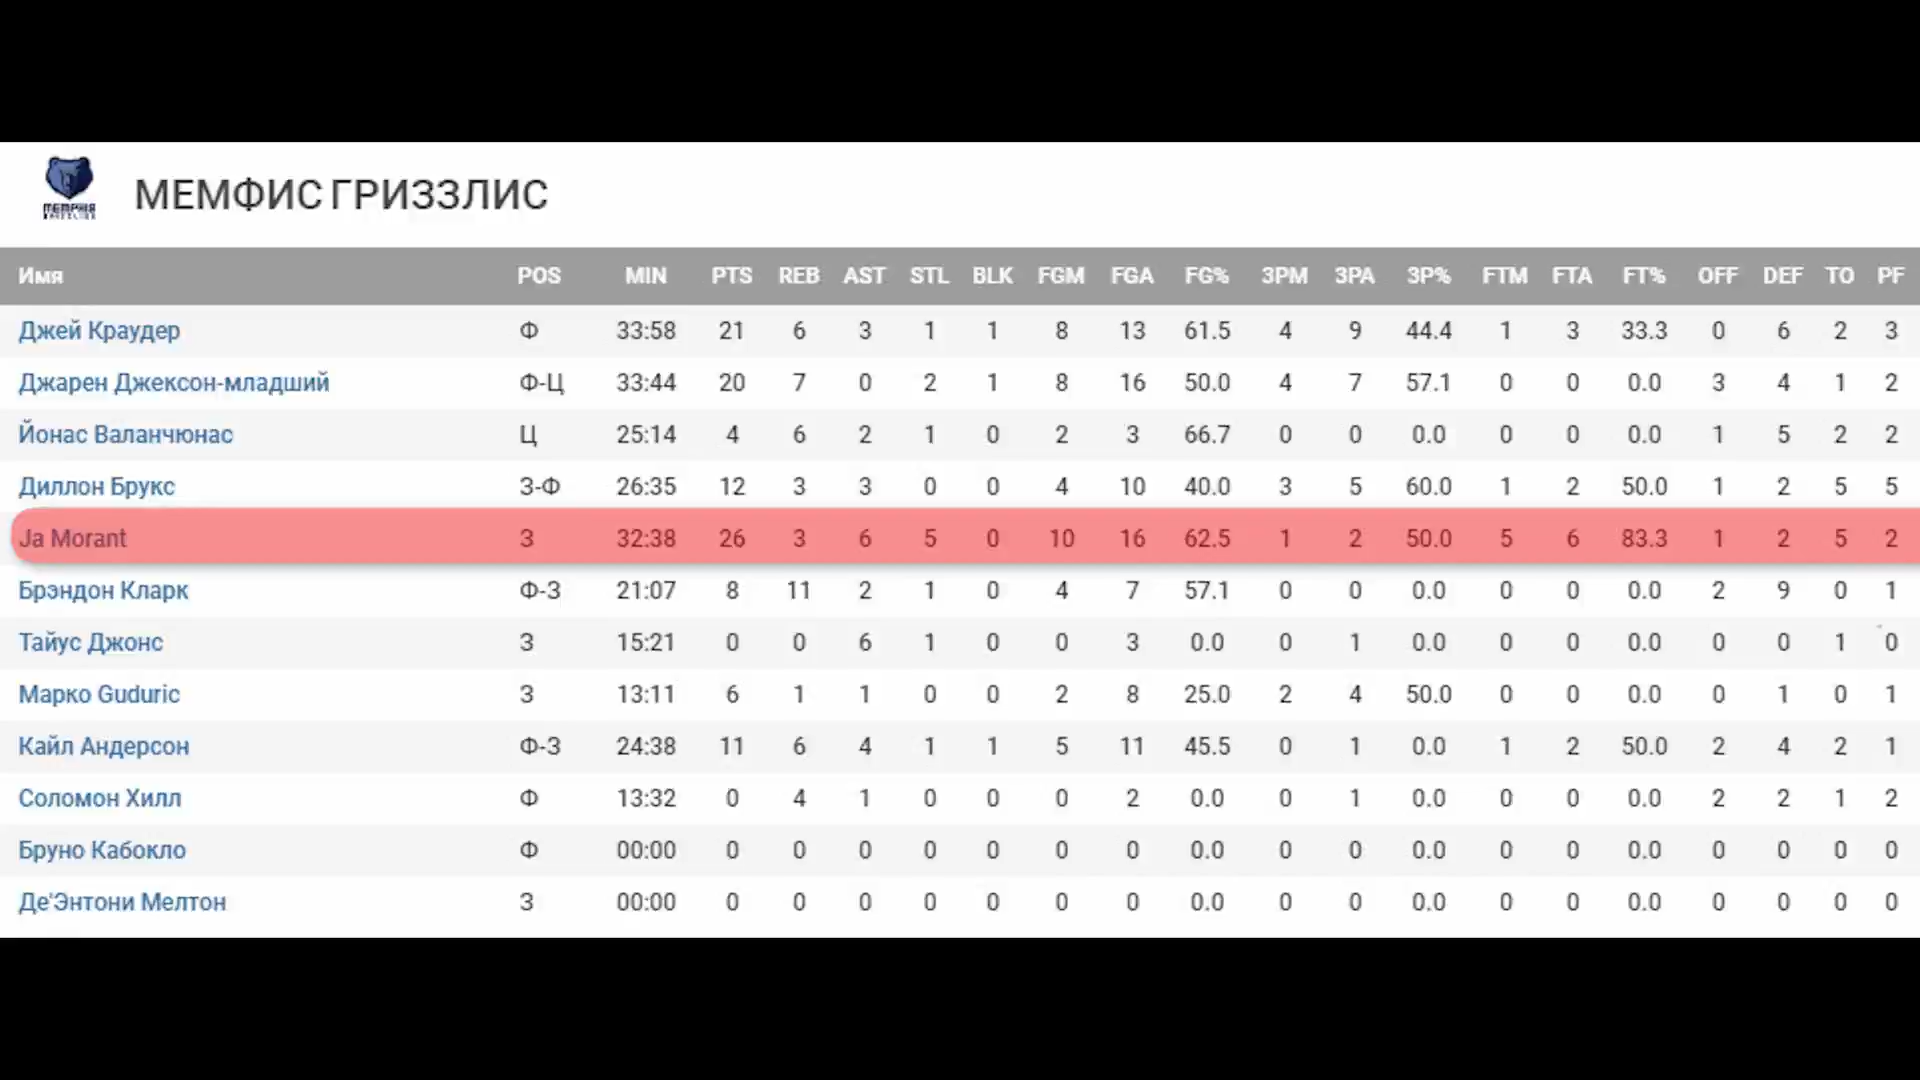 MEMPHIS
GRIZZLIES
МЕМФИС ГРИЗЗЛИС
Имя POS MIN PTS REB AST STL BLK FGM FGA FG% 3PM 3PA 3P% FTM FTA FT% OFF DEF TO PF
Джей Краудер Ф 33:58 21 6 3 1 1 8 13 61.5 4 9 44.4 1 3 33.3 0 6 2 3
Джарен Джексон-младший Ф-Ц 33:44 20 7 0 2 1 8 16 50.0 4 7 57.1 0 0 0.0 3 4 1 2
Йонас Валанчюнас Ц 25:14 4 6 2 1 0 2 3 66.7 0 0 0.0 0 0 0.0 1 5 2 2
Диллон Брукс З-Ф 26:35 12 3 3 0 0 4 10 40.0 3 5 60.0 1 2 50.0 1 2 5 5
Ja Morant З 32:38 26 3 6 5 0 10 16 62.5 1 2 50.0 5 6 83.3 1 2 5 2
Брэндон Кларк Ф-З 21:07 8 11 2 1 0 4 7 57.1 0 0 0.0 0 0 0.0 2 9 0 1
Тайус Джонс З 15:21 0 0 6 1 0 0 3 0.0 0 1 0.0 0 0 0.0 0 0 1 0
Марко Guduric З 13:11 6 1 1 0 0 2 8 25.0 2 4 50.0 0 0 0.0 0 1 0 1
Кайл Андерсон Ф-З 24:38 11 6 4 1 1 5 11 45.5 0 1 0.0 1 2 50.0 2 4 2 1
Соломон Хилл Ф 13:32 0 4 1 0 0 0 2 0.0 0 1 0.0 0 0 0.0 2 2 1 2
Бруно Кабокло Ф 00:00 0 0 0 0 0 0 0 0.0 0 0 0.0 0 0 0.0 0 0 0 0
Де'Энтони Мелтон З 00:00 0 0 0 0 0 0 0 0.0 0 0 0.0 0 0 0.0 0 0 0 0